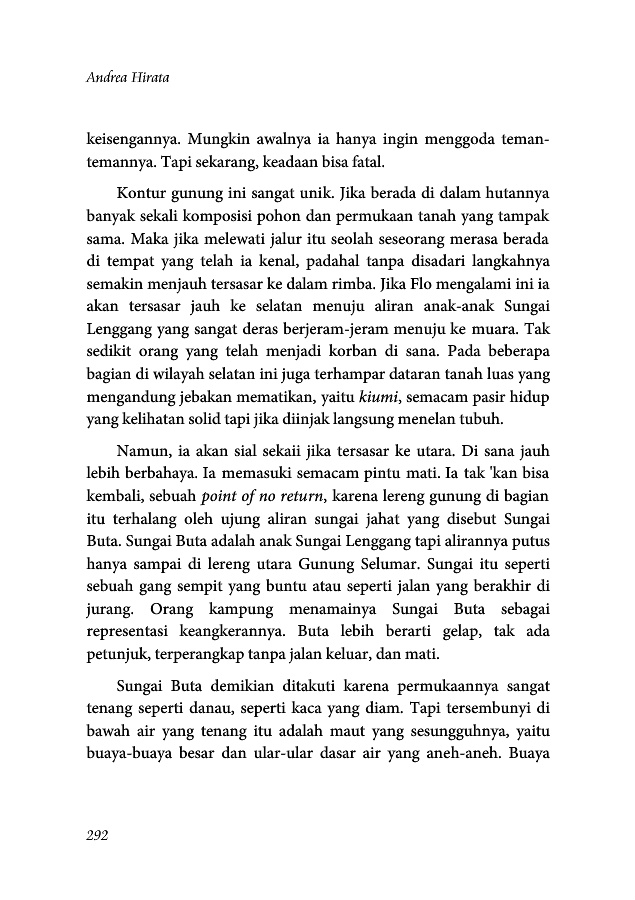 Andrea Hirata
keisengannya. Mungkin awalnya ia hanya ingin menggoda teman-
temannya. Tapi sekarang, keadaan bisa fatal.
Kontur gunung ini sangat unik. Jika berada di dalam hutannya
banyak sekali komposisi pohon dan permukaan tanah yang tampak
sama. Maka jika melewati jalur itu seolah seseorang merasa berada
di tempat yang telah ia kenal, padahal tanpa disadari langkahnya
semakin menjauh tersasar ke dalam rimba. Jika Flo mengalami ini ia
akan tersasar jauh ke selatan menuju aliran anak-anak Sungai
Lenggang yang sangat deras berjeram-jeram menuju ke muara. Tak
sedikit orang yang telah menjadi korban di sana. Pada beberapa
bagian di wilayah selatan ini juga terhampar dataran tanah luas yang
mengandung jebakan mematikan, yaitu kiumi, semacam pasir hidup
yang kelihatan solid tapi jika diinjak langsung menelan tubuh.
Namun, ia akan sial sekaii jika tersasar ke utara. Di sana jauh
lebih berbahaya. Ia memasuki semacam pintu mati. Ia tak 'kan bisa
kembali, sebuah point of no return, karena lereng gunung di bagian
itu terhalang oleh ujung aliran sungai jahat yang disebut Sungai
Buta. Sungai Buta adalah anak Sungai Lenggang tapi alirannya putus
hanya sampai di lereng utara Gunung Selumar. Sungai itu seperti
sebuah gang sempit yang buntu atau seperti jalan yang berakhir di
jurang. Orang kampung menamainya Sungai Buta sebagai
representasi keangkerannya. Buta lebih berarti gelap, tak ada
petunjuk, terperangkap tanpa jalan keluar, dan mati.
Sungai Buta demikian ditakuti karena permukaannya sangat
tenang seperti danau, seperti kaca yang diam. Tapi tersembunyi di
bawah air yang tenang itu adalah maut yang sesungguhnya, yaitu
buaya-buaya besar dan ular-ular dasar air yang aneh-aneh. Buaya
292